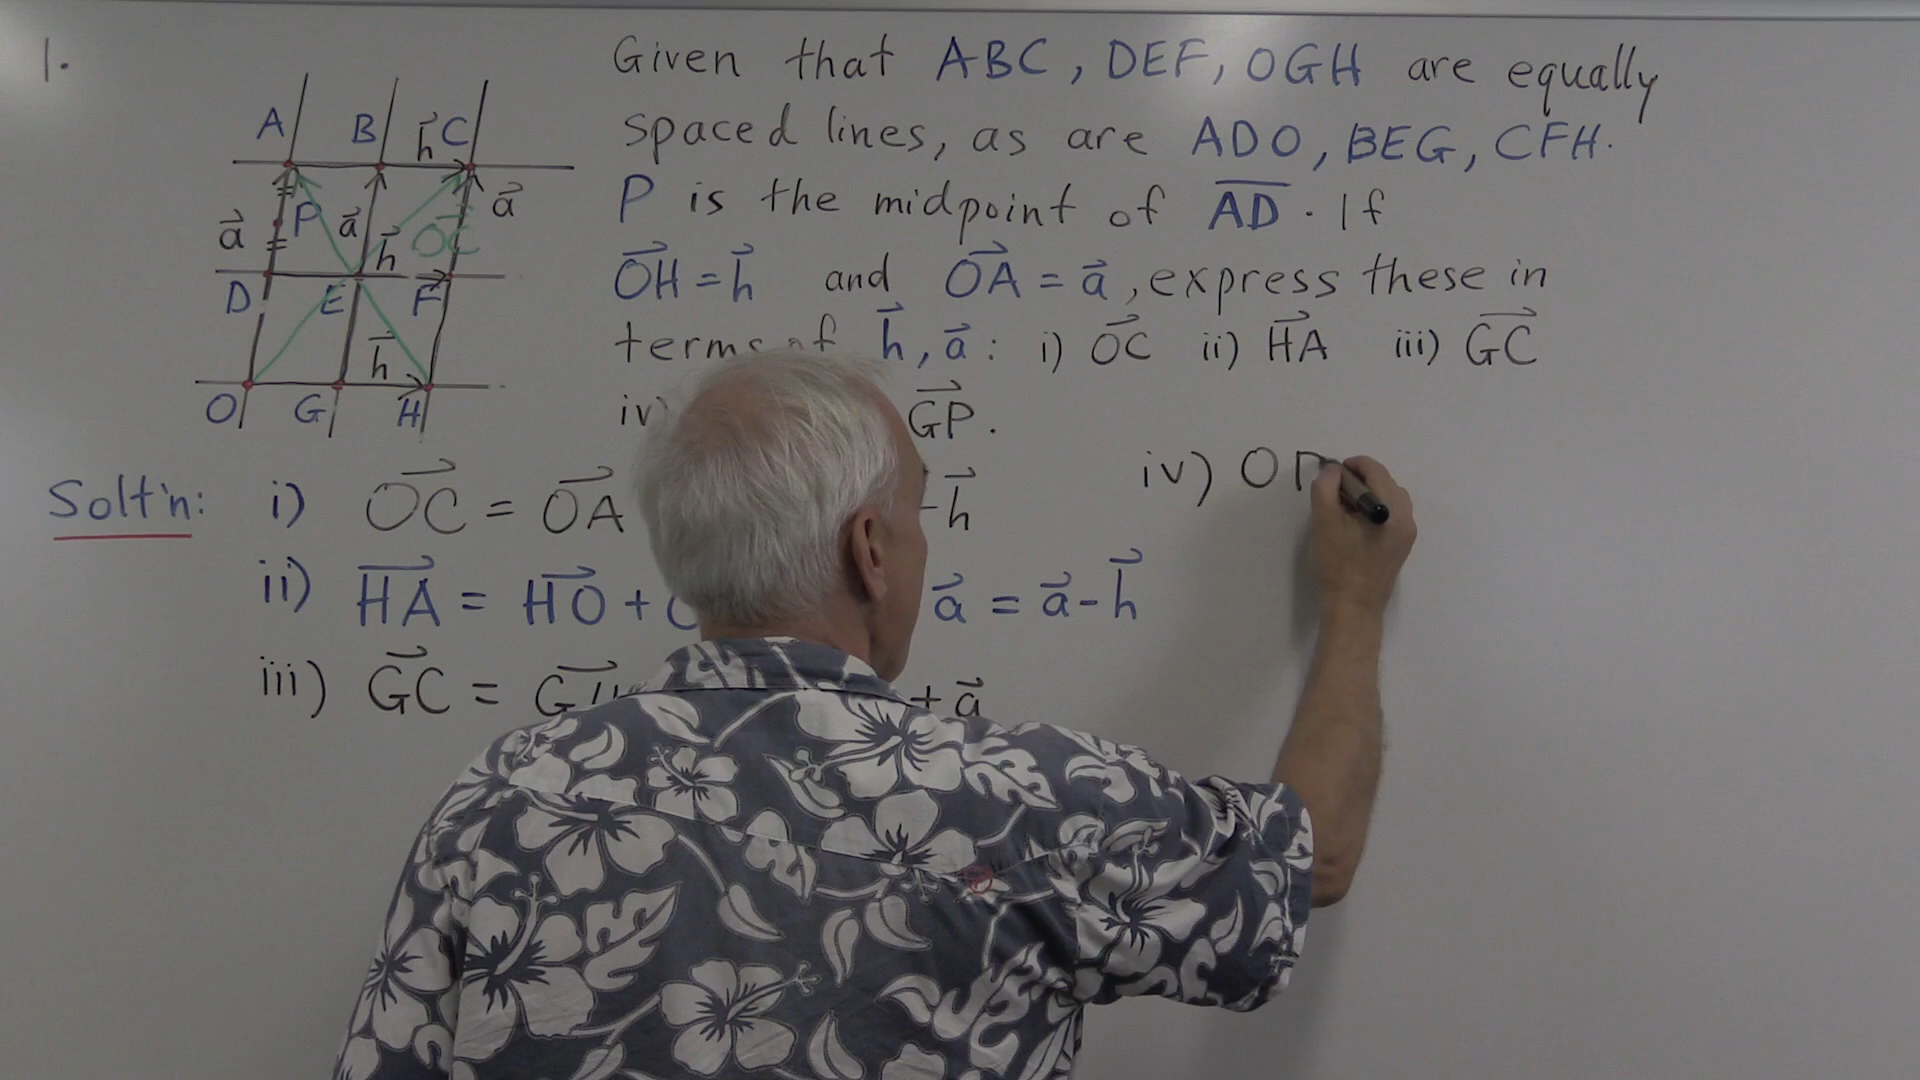 1.
Given that ABC, DEF, OGH are equally
spaced lines, as are ADO, BEG, CFH.
P is the midpoint of AD. If
OH = h and OA = a, express these in
terms of h, a: i) OC ii) HA iii) GC
iv) GP.
A B h C
a P a h OC a
D E F
h
O G H
Solt'n: i) OC = OA h
ii) HA = HO + a = a - h
iii) GC = + a
iv) O